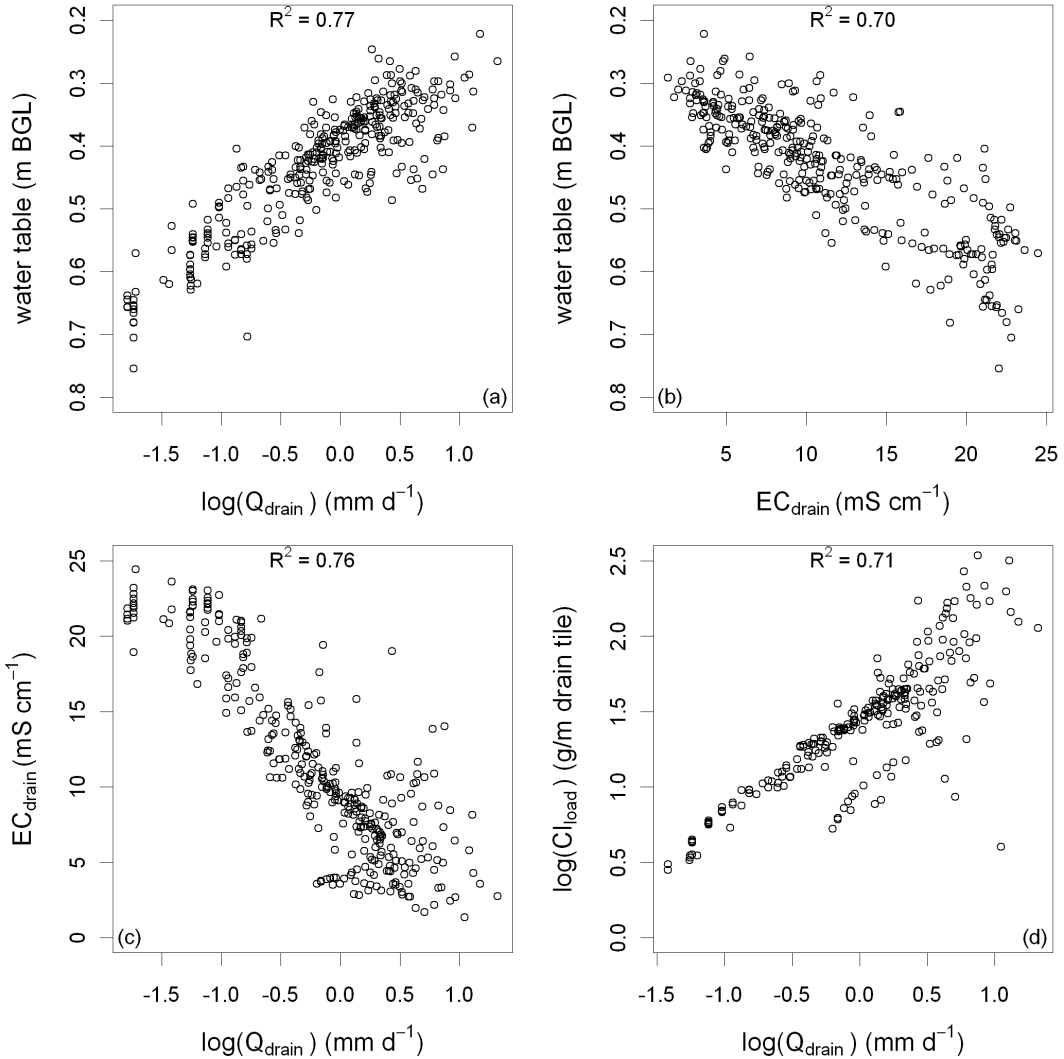 R² = 0.77
water table (m BGL)
0.2
0.3
0.4
0.5
0.6
0.7
0.8
(a)
-1.5 -1.0 -0.5 0.0 0.5 1.0
log(Qdrain ) (mm d⁻¹)
R² = 0.70
water table (m BGL)
0.2
0.3
0.4
0.5
0.6
0.7
0.8
(b)
5 10 15 20 25
ECdrain (mS cm⁻¹)
R² = 0.76
ECdrain (mS cm⁻¹)
25
20
15
10
5
0
(c)
-1.5 -1.0 -0.5 0.0 0.5 1.0
log(Qdrain ) (mm d⁻¹)
R² = 0.71
log(Clload ) (g/m drain tile)
2.5
2.0
1.5
1.0
0.5
0.0
(d)
-1.5 -1.0 -0.5 0.0 0.5 1.0
log(Qdrain ) (mm d⁻¹)